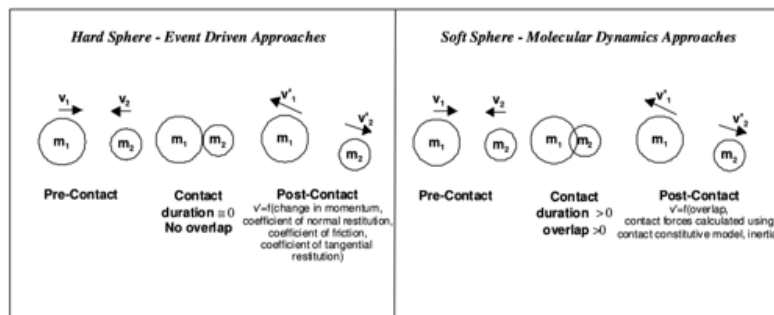 Hard Sphere - Event Driven Approaches
v₁ v₂ v'₁ v'₂
m₁ m₂ m₁ m₂ m₁ m₂
Pre-Contact
Contact
duration ≅ 0
No overlap
Post-Contact
v'=f(change in momentum,
coefficient of normal restitution,
coefficient of friction,
coefficient of tangential
restitution)
Soft Sphere - Molecular Dynamics Approaches
v₁ v₂ v'₁ v'₂
m₁ m₂ m₁ m₂ m₁ m₂
Pre-Contact
Contact
duration >0
overlap >0
Post-Contact
v'=f(overlap,
contact forces calculated using
contact constitutive model, inertia